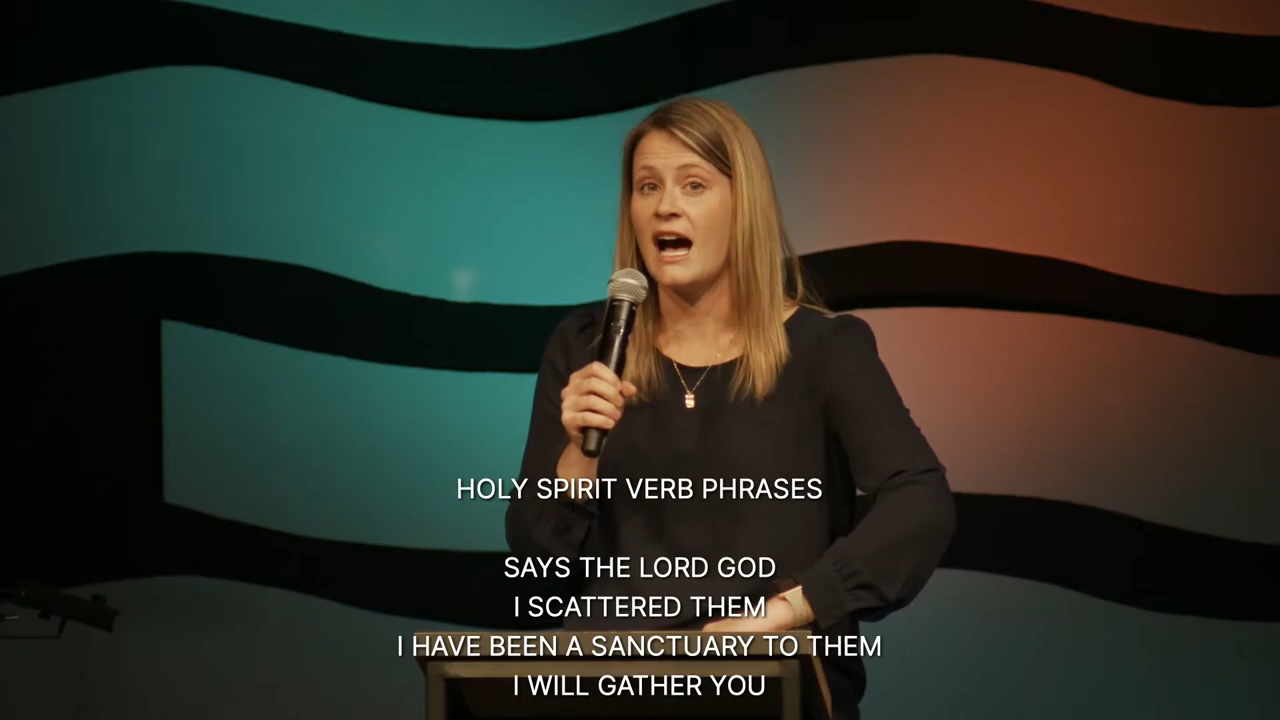 HOLY SPIRIT VERB PHRASES
SAYS THE LORD GOD
I SCATTERED THEM
I HAVE BEEN A SANCTUARY TO THEM
I WILL GATHER YOU